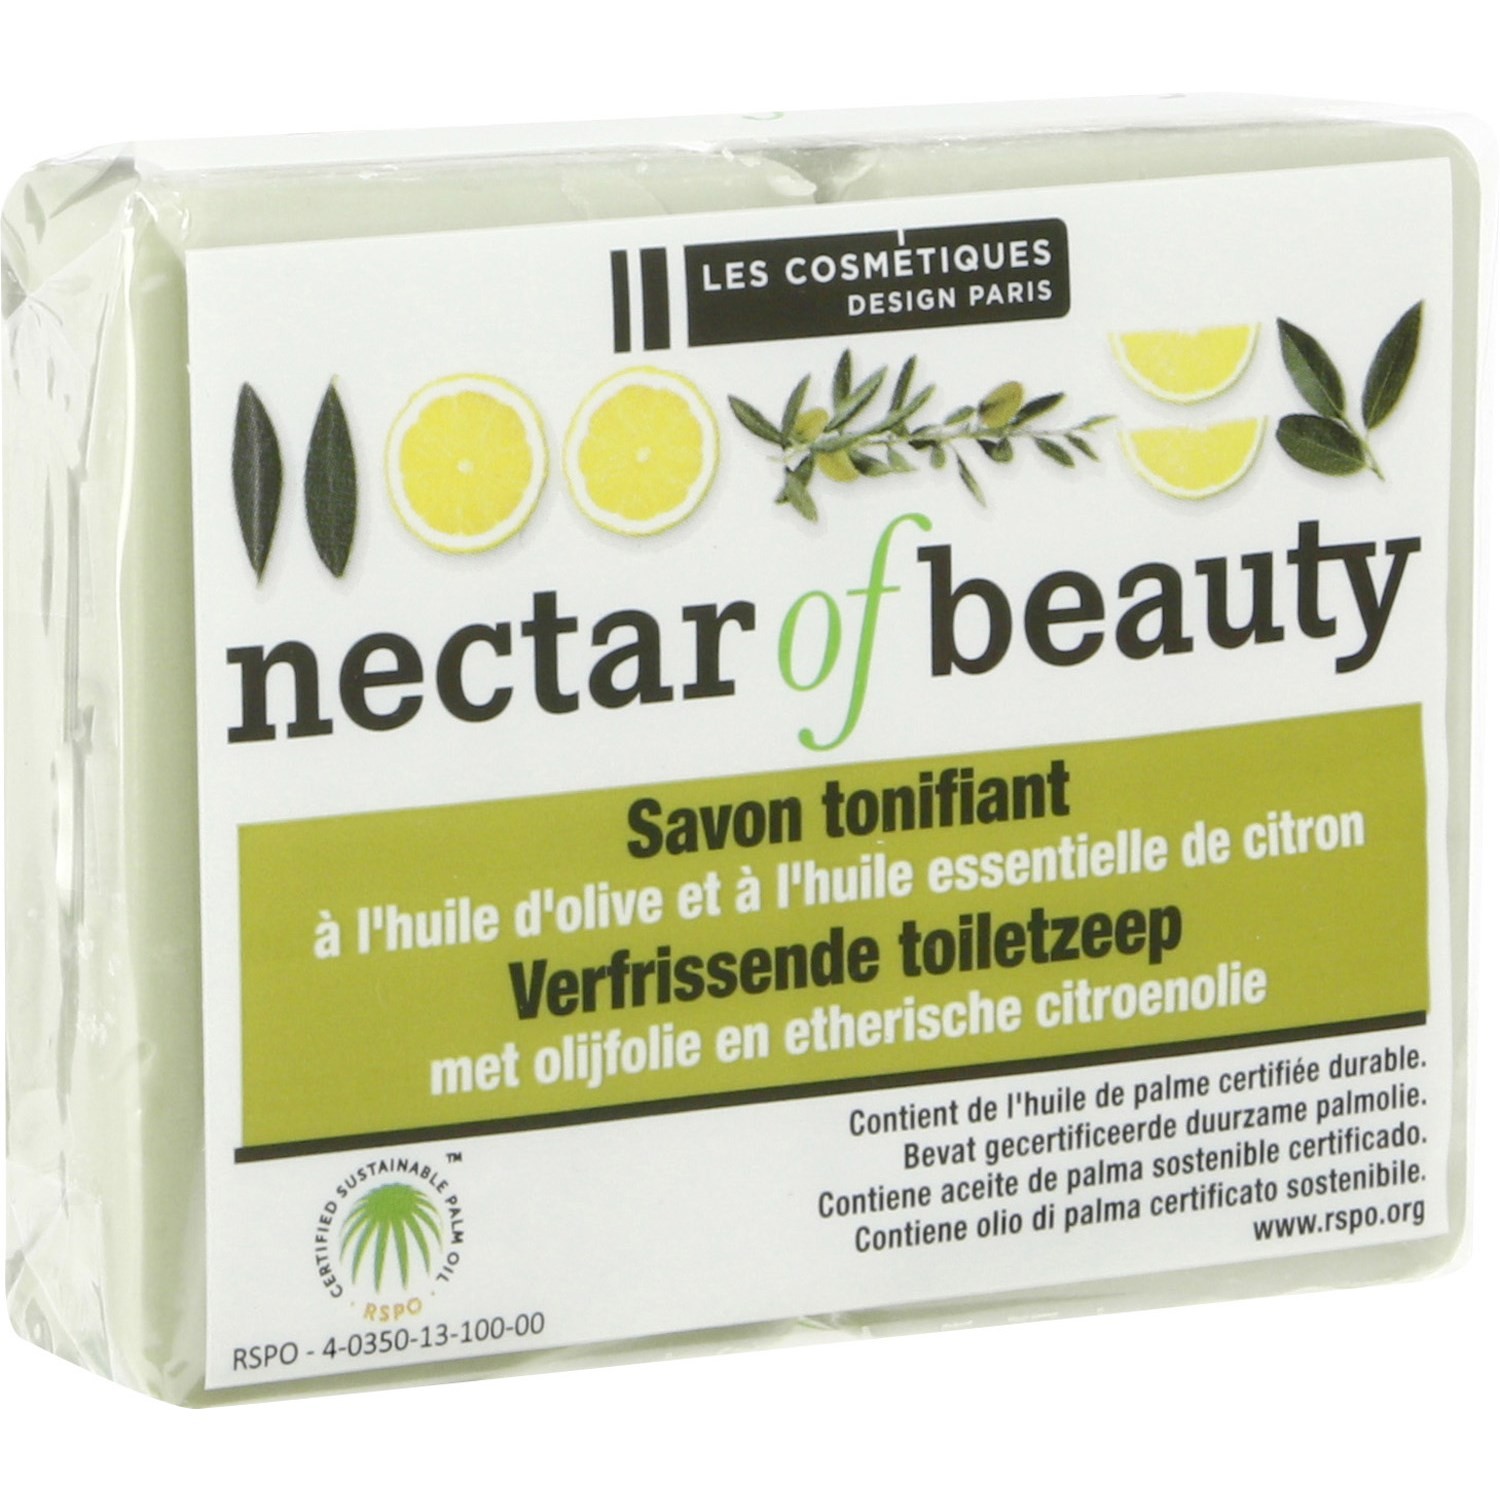 LES COSMÉTIQUES
DESIGN PARIS
nectar of beauty
Savon tonifiant
à l'huile d'olive et à l'huile essentielle de citron
Verfrissende toiletzeep
met olijfolie en etherische citroenolie
Contient de l'huile de palme certifiée durable.
Bevat gecertificeerde duurzame palmolie.
Contiene aceite de palma sostenible certificado.
Contiene olio di palma certificato sostenibile.
www.rspo.org
CERTIFIED SUSTAINABLE PALM OIL ™
RSPO
RSPO - 4-0350-13-100-00